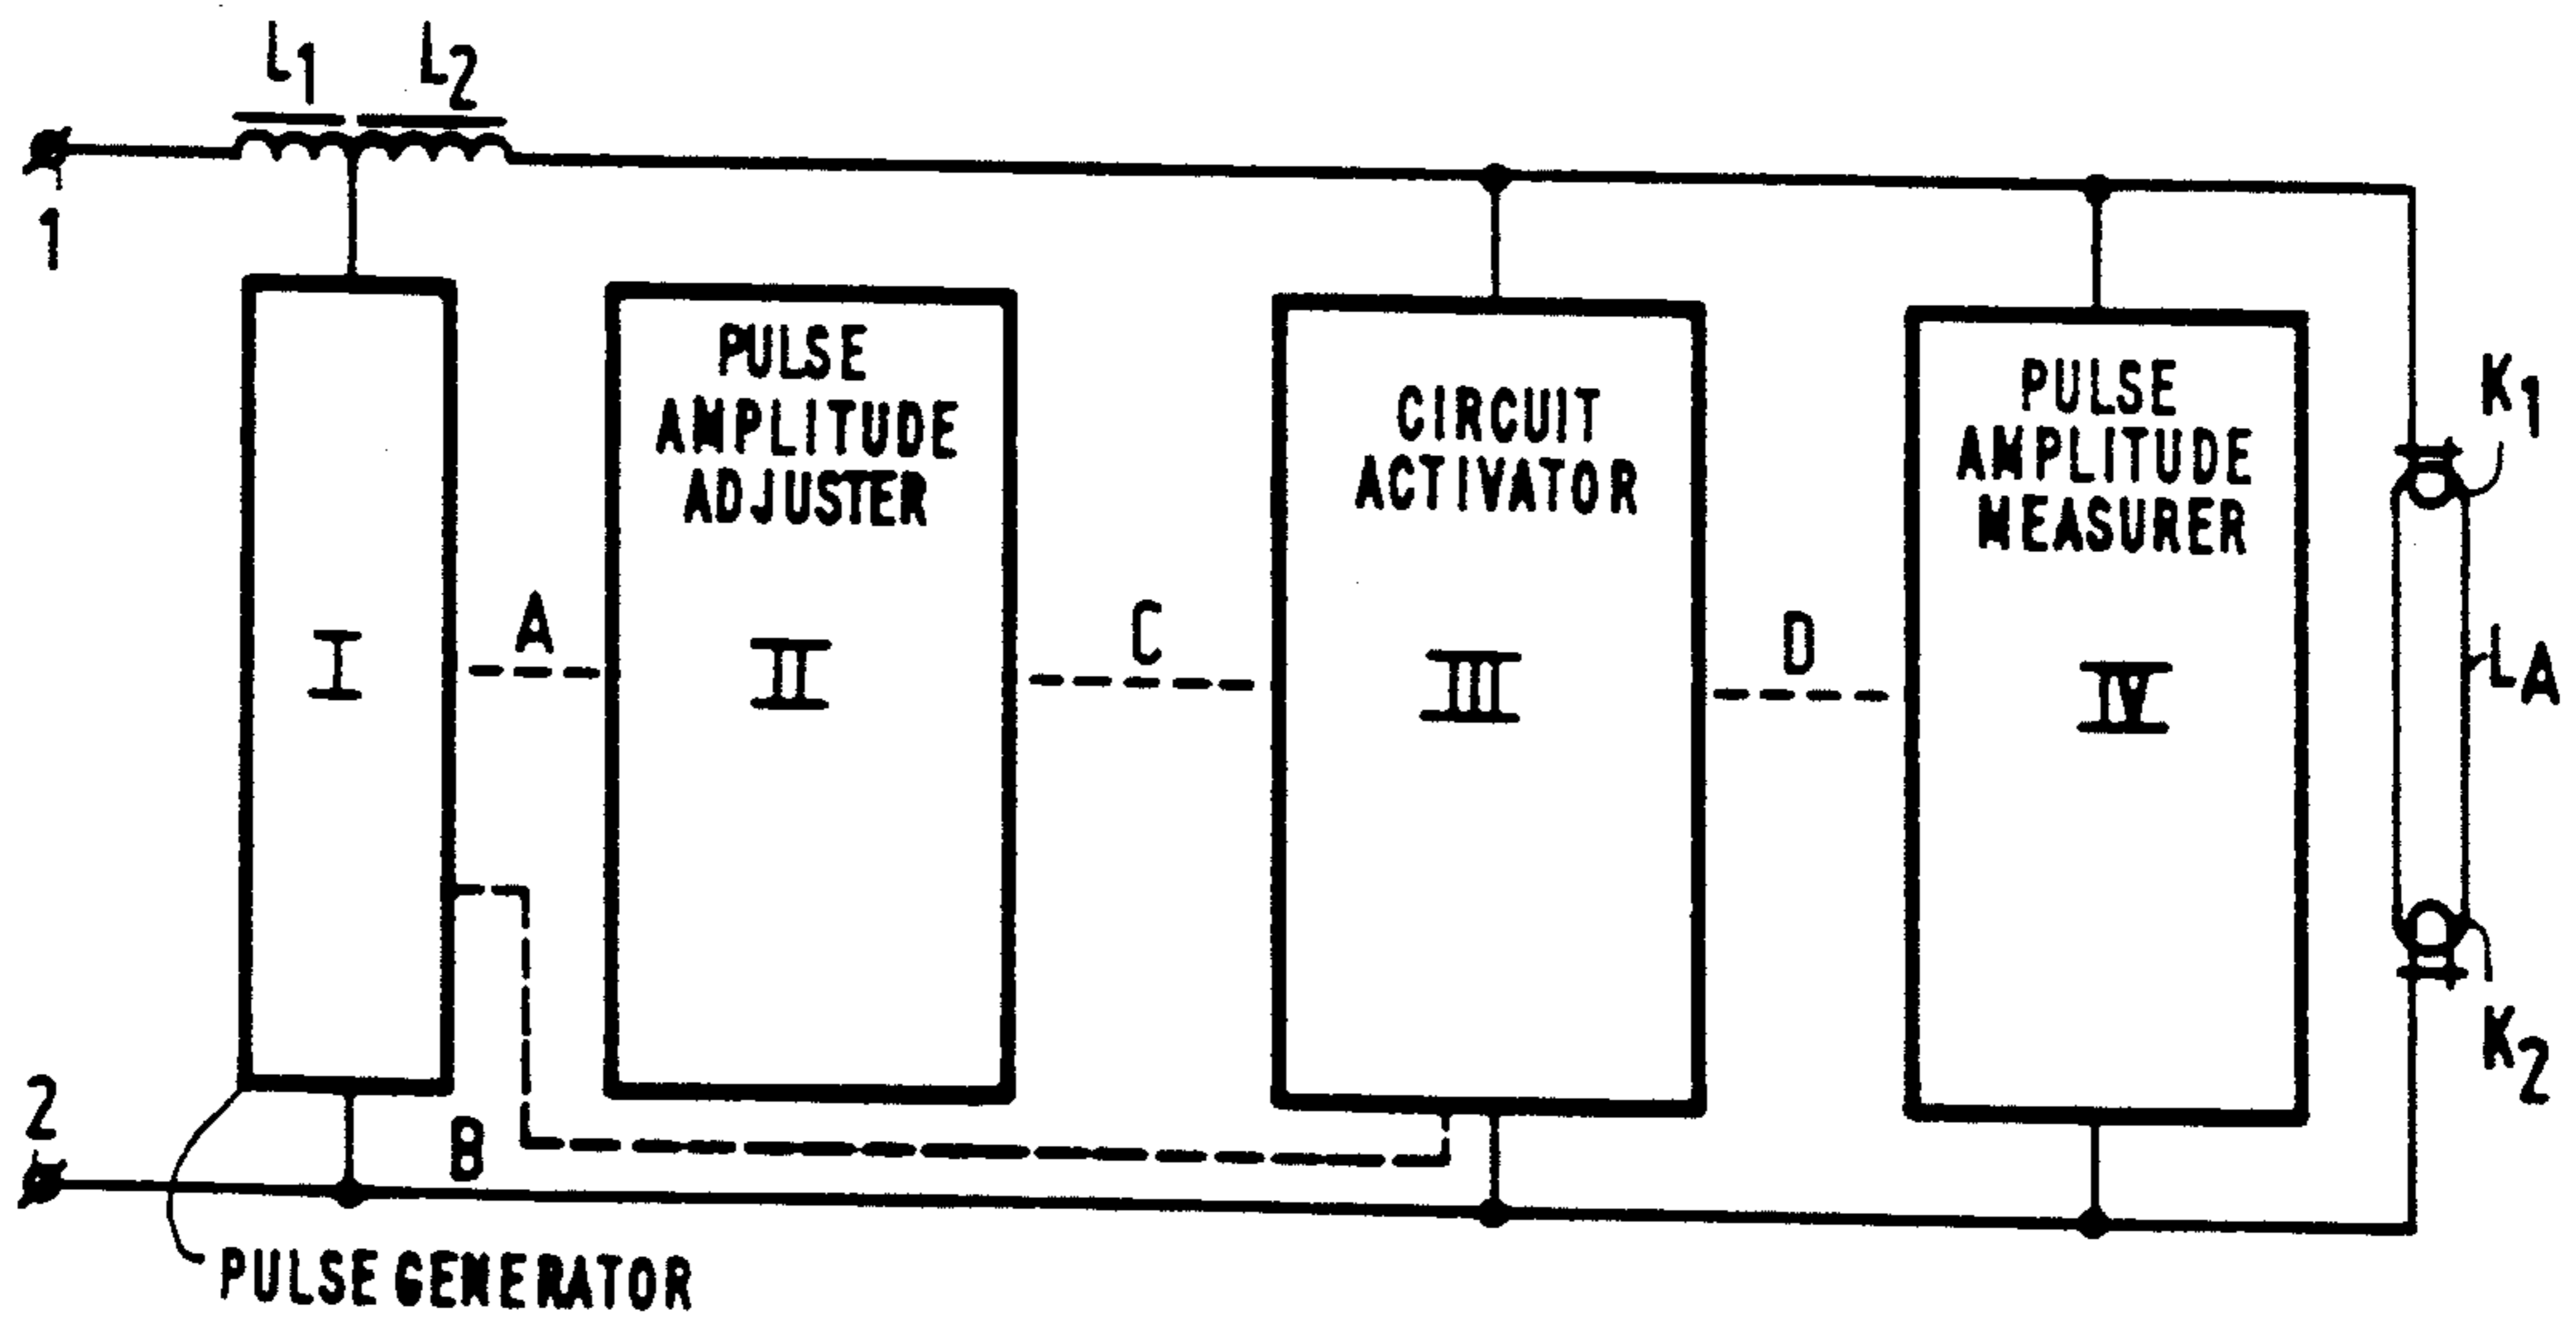 L1 L2
1
PULSE
AMPLITUDE
ADJUSTER
II
CIRCUIT
ACTIVATOR
III
PULSE
AMPLITUDE
MEASURER
IV
K1
I
A
C
D
LA
K2
2
B
PULSE GENERATOR